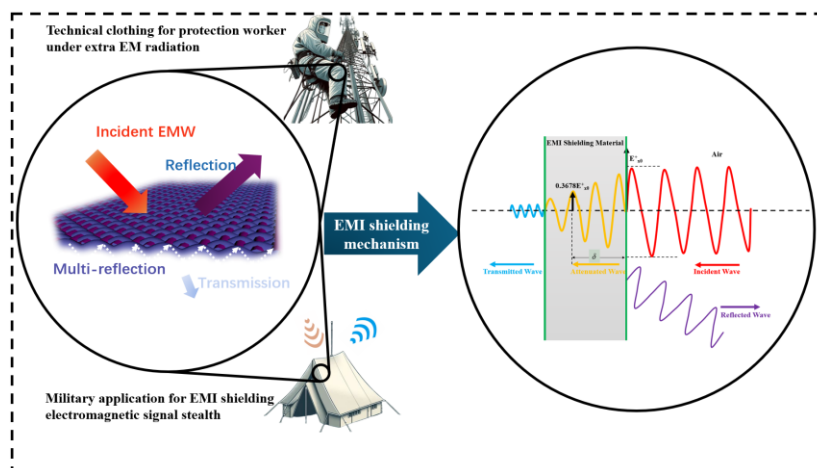 Technical clothing for protection worker
under extra EM radiation
Incident EMW
Reflection
Multi-reflection
Transmission
EMI shielding
mechanism
Military application for EMI shielding
electromagnetic signal stealth
EMI Shielding Material
E⁺ₓ₀
Air
0.3678E⁺ₓ₀
δ
Transmitted Wave
Attenuated Wave
Incident Wave
Reflected Wave